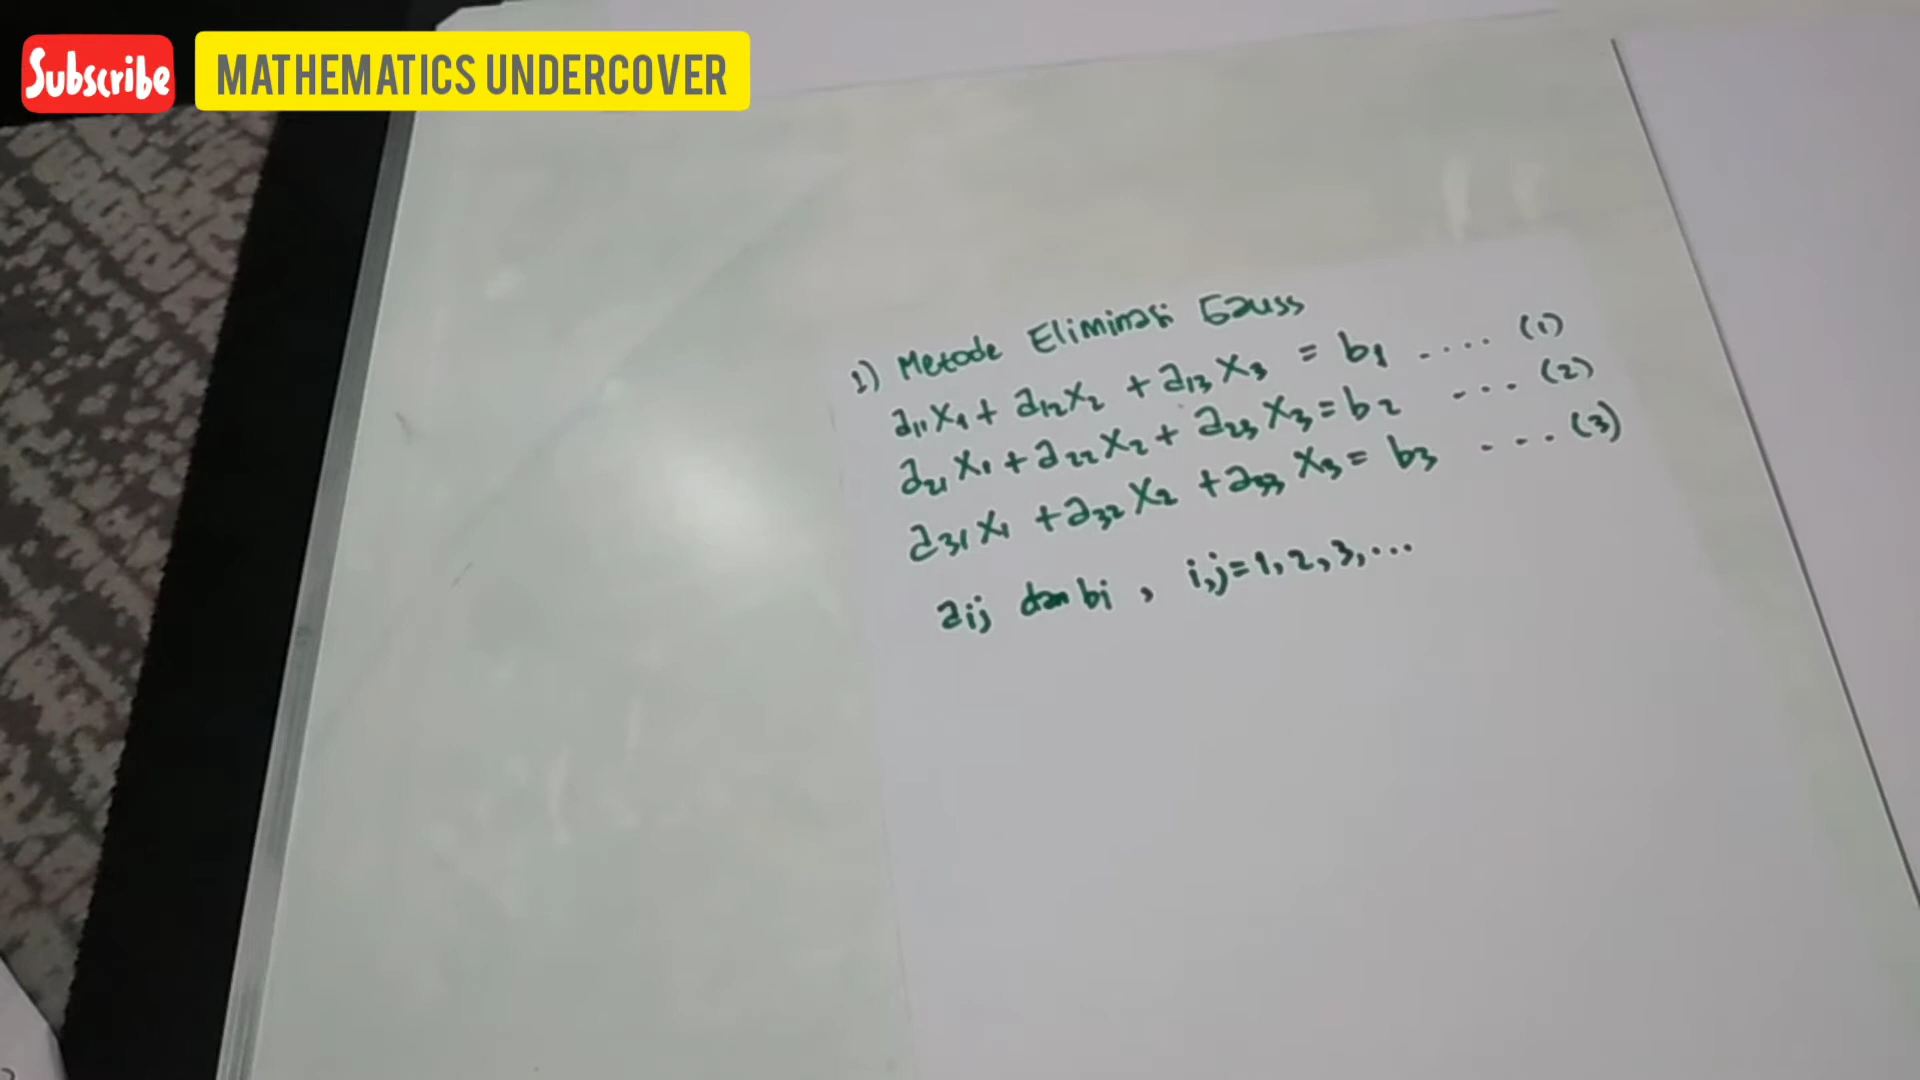 Subscribe
MATHEMATICS UNDERCOVER
1) Metode Eliminasi Gauss
a₁₁x₁ + a₁₂x₂ + a₁₃x₃ = b₁ .... (1)
a₂₁x₁ + a₂₂x₂ + a₂₃x₃ = b₂ ... (2)
a₃₁x₁ + a₃₂x₂ + a₃₃x₃ = b₃ .... (3)
aij dan bi , i,j=1,2,3,...